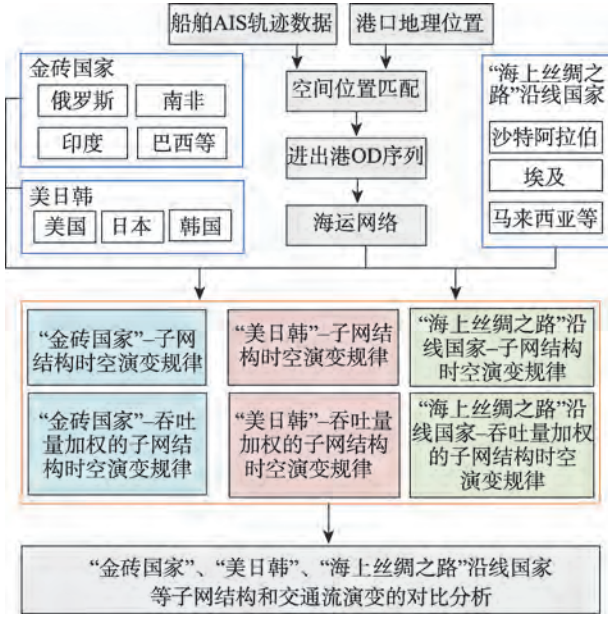 船舶AIS轨迹数据
港口地理位置
金砖国家
俄罗斯
南非
印度
巴西等
美日韩
美国
日本
韩国
空间位置匹配
进出港OD序列
海运网络
“海上丝绸之
路”沿线国家
沙特阿拉伯
埃及
马来西亚等
“金砖国家”–子网
结构时空演变规律
“美日韩”–子网结
构时空演变规律
“海上丝绸之路”沿
线国家–子网结构
时空演变规律
“金砖国家”–吞吐
量加权的子网结
构时空演变规律
“美日韩”–吞吐量
加权的子网结构
时空演变规律
“海上丝绸之路”沿
线国家–吞吐量加权
的子网结构时空
演变规律
“金砖国家”、“美日韩”、“海上丝绸之路”沿线国家
等子网结构和交通流演变的对比分析